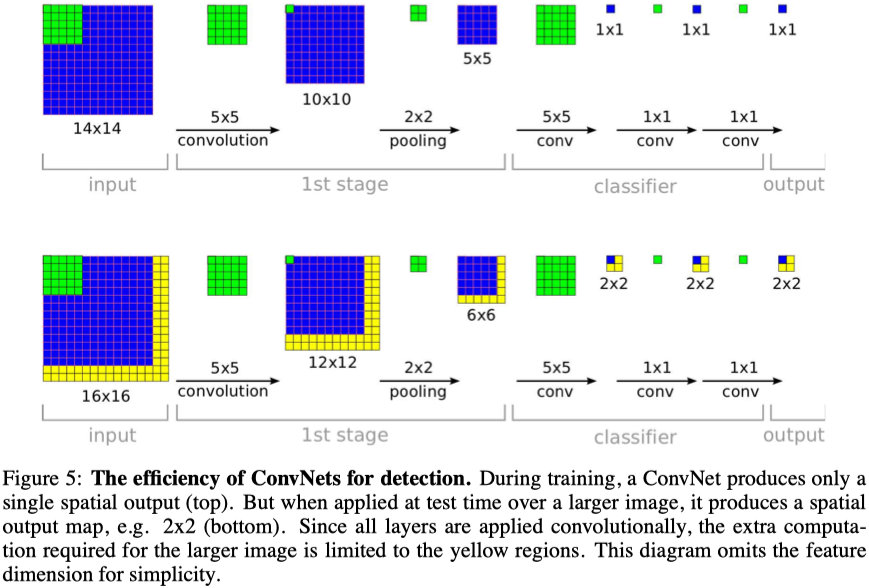 1x1 1x1 1x1
5x5
10x10
14x14
5x5 2x2 5x5 1x1 1x1
convolution pooling conv conv conv
input 1st stage classifier output
2x2 2x2 2x2
6x6
12x12
16x16
5x5 2x2 5x5 1x1 1x1
convolution pooling conv conv conv
input 1st stage classifier output
Figure 5: The efficiency of ConvNets for detection. During training, a ConvNet produces only a
single spatial output (top). But when applied at test time over a larger image, it produces a spatial
output map, e.g. 2x2 (bottom). Since all layers are applied convolutionally, the extra computa-
tion required for the larger image is limited to the yellow regions. This diagram omits the feature
dimension for simplicity.